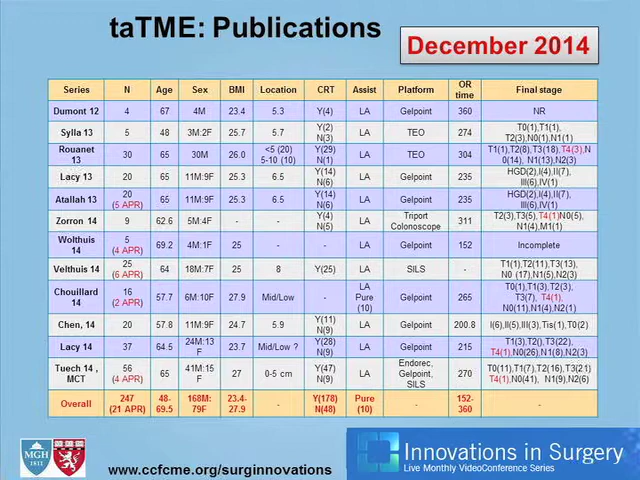 taTME: Publications
December 2014
Series N Age Sex BMI Location CRT Assist Platform OR time Final stage
Dumont 12 4 67 4M 23.4 5.3 Y(4) LA Gelpoint 360 NR
Sylla 13 5 48 3M:2F 25.7 5.7 Y(2) N(3) LA TEO 274 T0(1),T1(1), T2(3),N0(1),N1(1)
Rouanet 13 30 65 30M 26.0 <5 (20) 5-10 (10) Y(29) N(1) LA TEO 304 T1(1),T2(8),T3(18),T4(3),N 0(14), N1(13),N2(3)
Lacy 13 20 65 11M:9F 25.3 6.5 Y(14) N(6) LA Gelpoint 235 HGD(2),I(4),II(7), III(6),IV(1)
Atallah 13 20 (5 APR) 65 11M:9F 25.3 6.5 Y(14) N(6) LA Gelpoint 235 HGD(2),I(4),II(7), III(6),IV(1)
Zorron 14 9 62.6 5M:4F - - Y(4) N(5) LA Triport Colonoscope 311 T2(3),T3(5),T4(1)N0(5), N1(4),M1(1)
Wolthuis 14 5 (4 APR) 69.2 4M:1F 25 - - LA Gelpoint 152 Incomplete
Velthuis 14 25 (6 APR) 64 18M:7F 25 8 Y(25) LA SILS - T1(1),T2(11),T3(13), N0 (17),N1(5),N2(3)
Chouillard 14 16 (2 APR) 57.7 6M:10F 27.9 Mid/Low - LA Pure (10) Gelpoint 265 T0(1),T1(3),T2(3), T3(7), T4(1), N0(11),N1(4),N2(1)
Chen, 14 20 57.8 11M:9F 24.7 5.9 Y(11) N(9) LA Gelpoint 200.8 I(6),II(5),III(3),Tis(1),T0(2)
Lacy 14 37 64.5 24M:13 F 23.7 Mid/Low ? Y(28) N(9) LA Gelpoint 215 T1(3),T2(),T3(22), T4(1),N0(26),N1(8),N2(3)
Tuech 14 , MCT 56 (4 APR) 65 41M:15 F 27 0-5 cm Y(47) N(9) LA Endorec, Gelpoint, SILS 270 T0(11),T1(7),T2(16),T3(21) T4(1),N0(41), N1(9),N2(6)
Overall 247 (21 APR) 48- 69.5 168M: 79F 23.4- 27.9 - Y(178) N(48) Pure (10) - 152- 360 -
MGH
1811
www.ccfcme.org/surginnovations
Innovations in Surgery
Live Monthly VideoConference Series